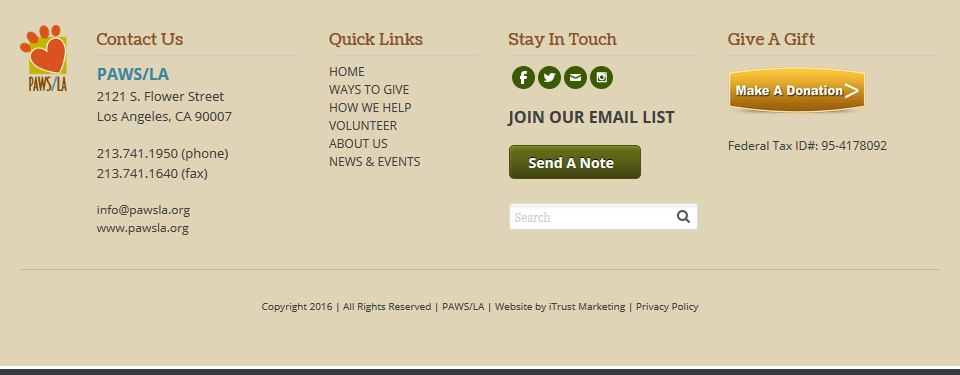 PAWS/LA
Contact Us
PAWS/LA
2121 S. Flower Street
Los Angeles, CA 90007
213.741.1950 (phone)
213.741.1640 (fax)
info@pawsla.org
www.pawsla.org
Quick Links
HOME
WAYS TO GIVE
HOW WE HELP
VOLUNTEER
ABOUT US
NEWS & EVENTS
Stay In Touch
JOIN OUR EMAIL LIST
Send A Note
Search
Give A Gift
Make A Donation
Federal Tax ID#: 95-4178092
Copyright 2016 | All Rights Reserved | PAWS/LA | Website by iTrust Marketing | Privacy Policy